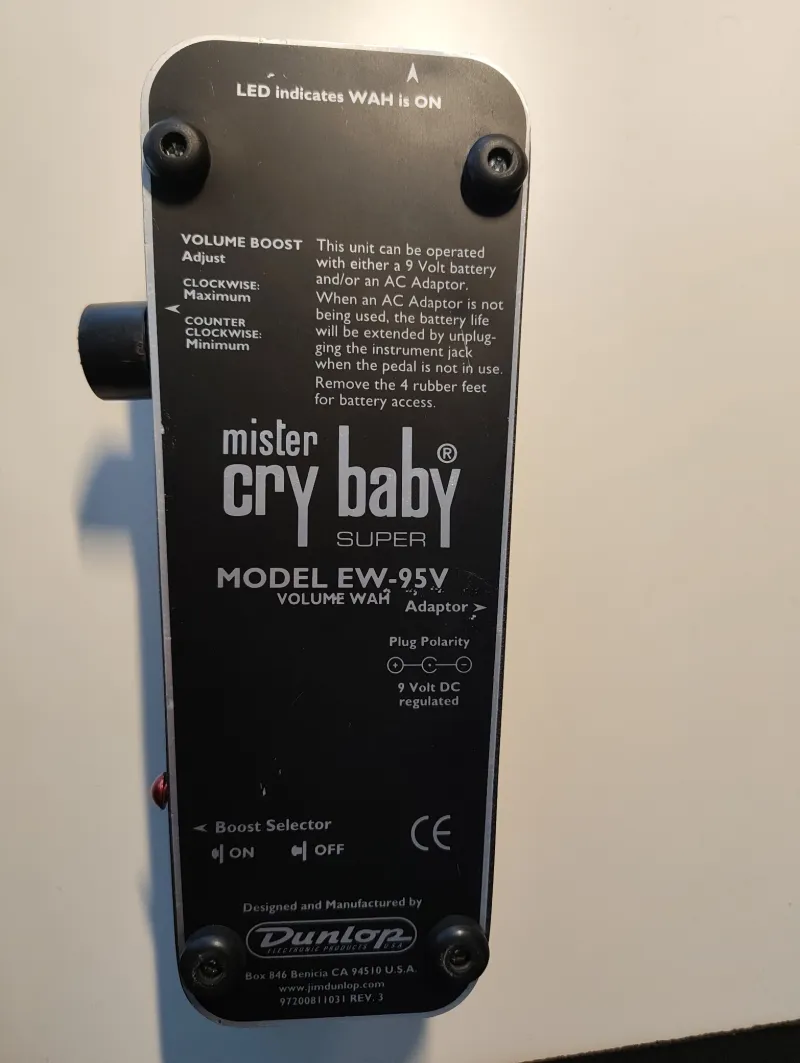 LED indicates WAH is ON
VOLUME BOOST
Adjust
CLOCKWISE:
Maximum
COUNTER
CLOCKWISE:
Minimum
This unit can be operated
with either a 9 Volt battery
and/or an AC Adaptor.
When an AC Adaptor is not
being used, the battery life
will be extended by unplug-
ging the instrument jack
when the pedal is not in use.
Remove the 4 rubber feet
for battery access.
mister
cry baby®
SUPER
MODEL EW-95V
VOLUME WAH
Adaptor
Plug Polarity
+ -
9 Volt DC
regulated
Boost Selector
ON OFF
CE
Designed and Manufactured by
Dunlop
ELECTRONIC PRODUCTS U.S.A.
Box 846 Benicia CA 94510 U.S.A.
www.jimdunlop.com
97200811031 REV. 3